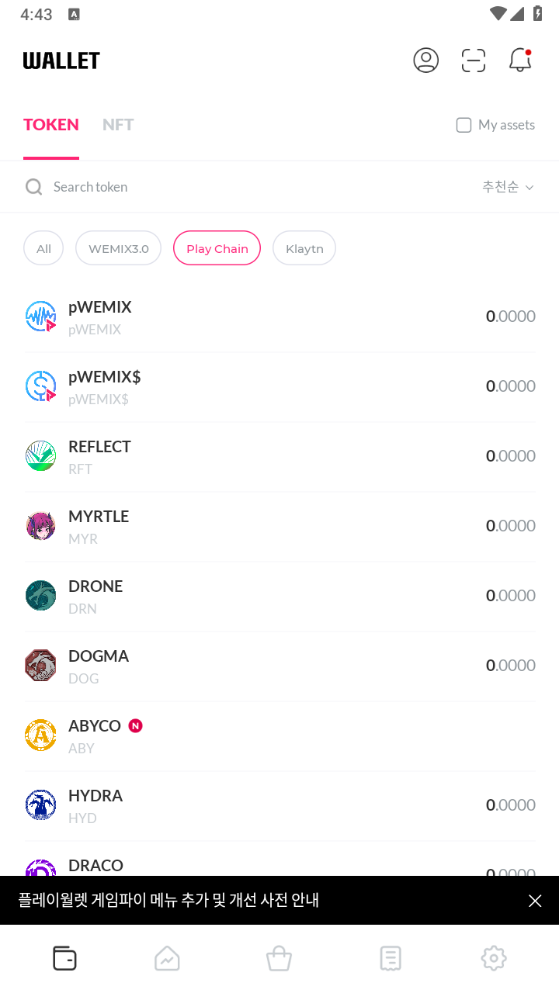 4:43 A
WALLET
TOKEN NFT My assets
Search token 추천순
All WEMIX3.0 Play Chain Klaytn
pWEMIX
pWEMIX
0.0000
pWEMIX$
pWEMIX$
0.0000
REFLECT
RFT
0.0000
MYRTLE
MYR
0.0000
DRONE
DRN
0.0000
DOGMA
DOG
0.0000
ABYCO N
ABY
HYDRA
HYD
0.0000
DRACO
0.0000
플레이월렛 게임파이 메뉴 추가 및 개선 사전 안내